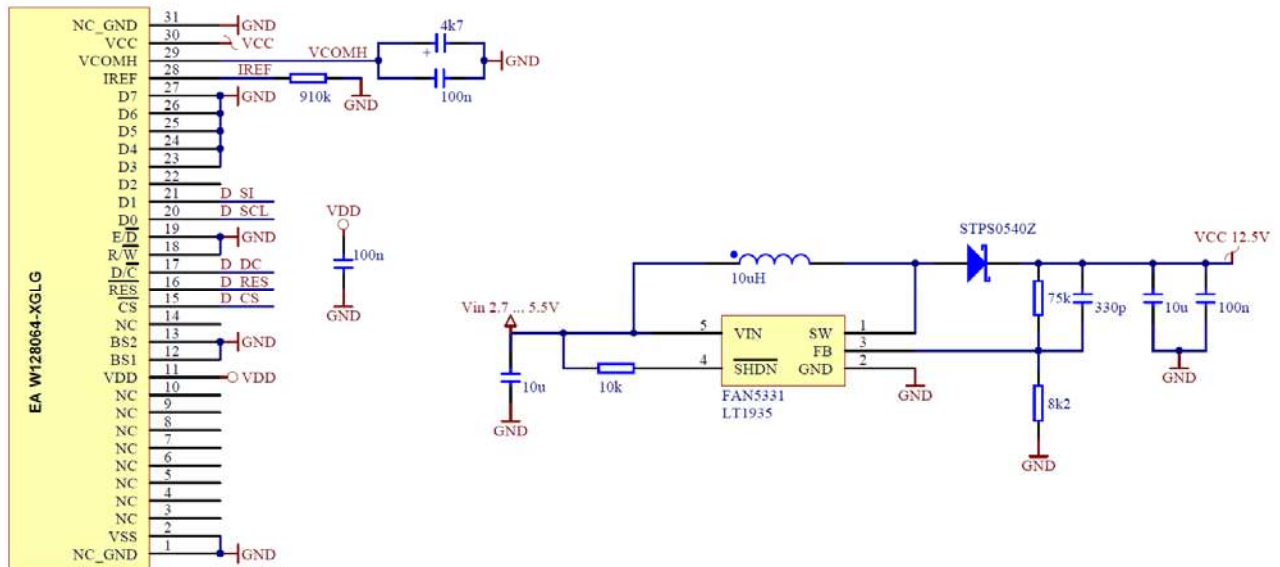 EA W128064-XGLG
NC_GND 31 GND
VCC 30 VCC
VCOMH 29 VCOMH
IREF 28 IREF
D7 27 GND
D6 26
D5 25
D4 24
D3 23
D2 22
D1 21 D_SI
D0 20 D_SCL
E/D 19 GND
R/W 18
D/C 17 D_DC
RES 16 D_RES
CS 15 D_CS
NC 14
BS2 13 GND
BS1 12
VDD 11 VDD
NC 10
NC 9
NC 8
NC 7
NC 6
NC 5
NC 4
NC 3
VSS 2
NC_GND 1 GND
4k7
+
GND
100n
910k
GND
VDD
100n
GND
STPS0540Z
VCC 12.5V
10uH
75k
330p
10u
100n
GND
Vin 2.7 ... 5.5V
5 VIN SW 1
FB 3
4 SHDN GND 2
10k
10u
GND
FAN5331
LT1935
GND
8k2
GND